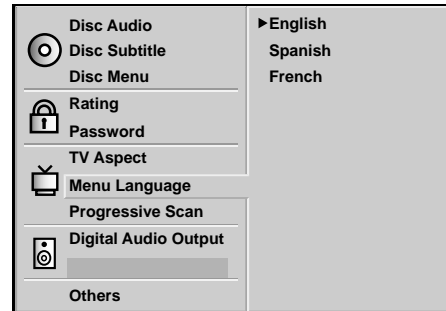 Disc Audio
Disc Subtitle
Disc Menu
Rating
Password
TV Aspect
Menu Language
Progressive Scan
Digital Audio Output
Others
English
Spanish
French